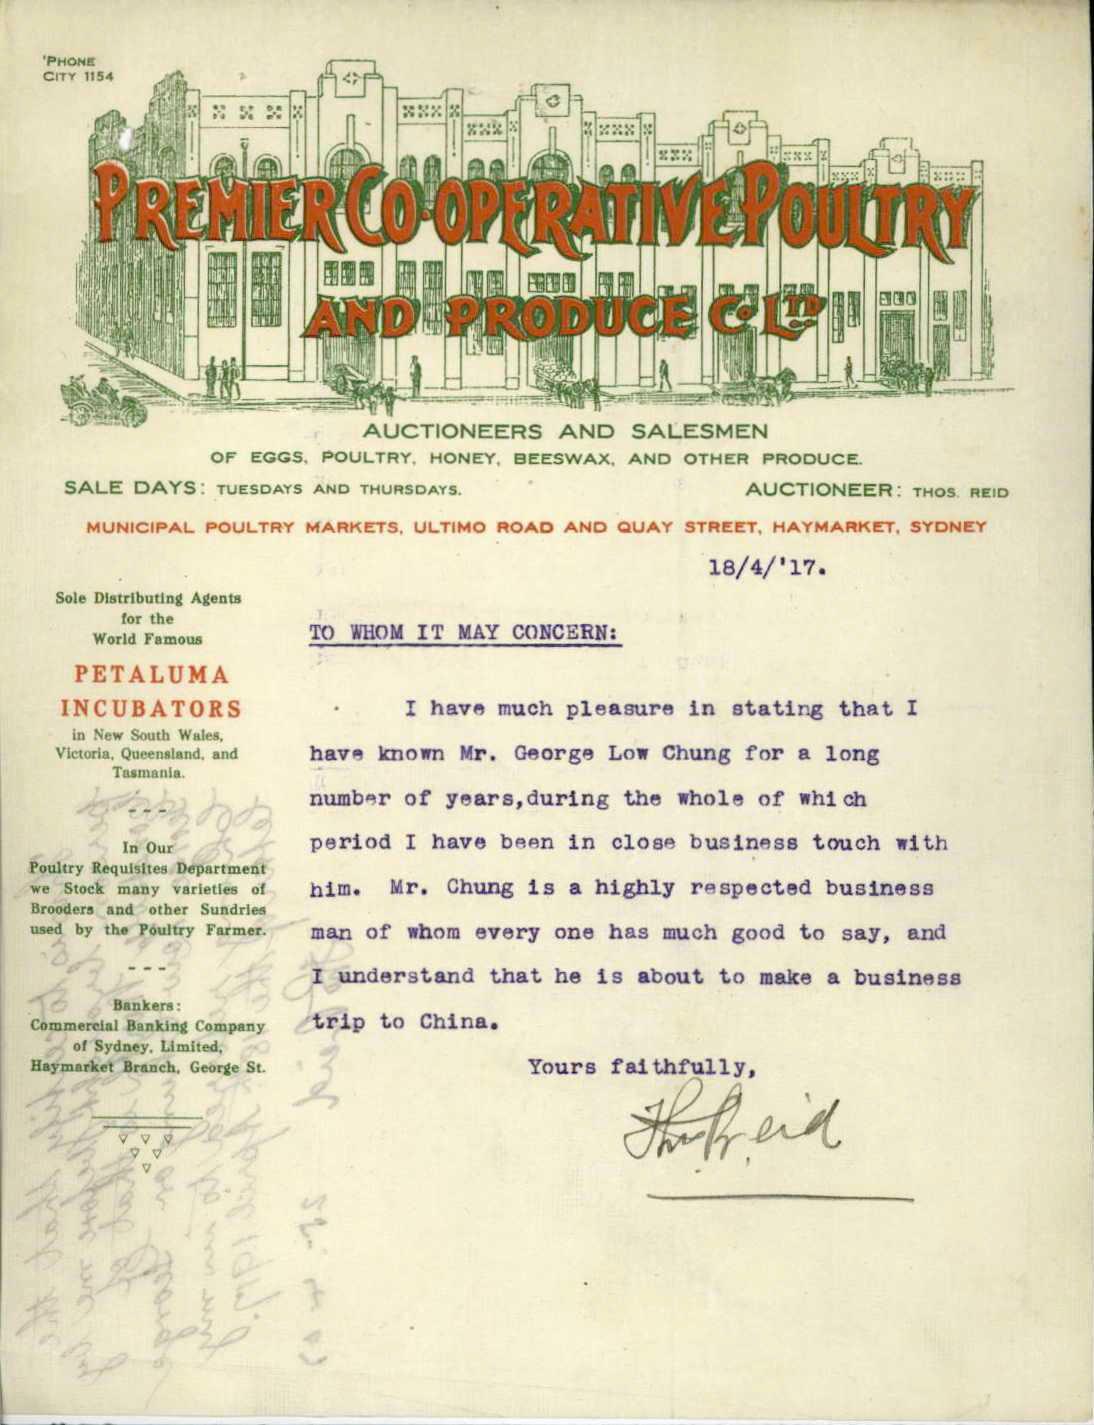 'PHONE
CITY 1154
PREMIER CO-OPERATIVE POULTRY
AND PRODUCE CO. LTD
AUCTIONEERS AND SALESMEN
OF EGGS, POULTRY, HONEY, BEESWAX, AND OTHER PRODUCE.
SALE DAYS: TUESDAYS AND THURSDAYS.
AUCTIONEER: THOS. REID
MUNICIPAL POULTRY MARKETS, ULTIMO ROAD AND QUAY STREET, HAYMARKET, SYDNEY
18/4/'17.
Sole Distributing Agents
for the
World Famous
PETALUMA
INCUBATORS
in New South Wales,
Victoria, Queensland, and
Tasmania.
---
In Our
Poultry Requisites Department
we Stock many varieties of
Brooders and other Sundries
used by the Poultry Farmer.
---
Bankers:
Commercial Banking Company
of Sydney, Limited,
Haymarket Branch, George St.
TO WHOM IT MAY CONCERN:
I have much pleasure in stating that I
have known Mr. George Low Chung for a long
number of years,during the whole of which
period I have been in close business touch with
him. Mr. Chung is a highly respected business
man of whom every one has much good to say, and
I understand that he is about to make a business
trip to China.
Yours faithfully,
Thos Reid